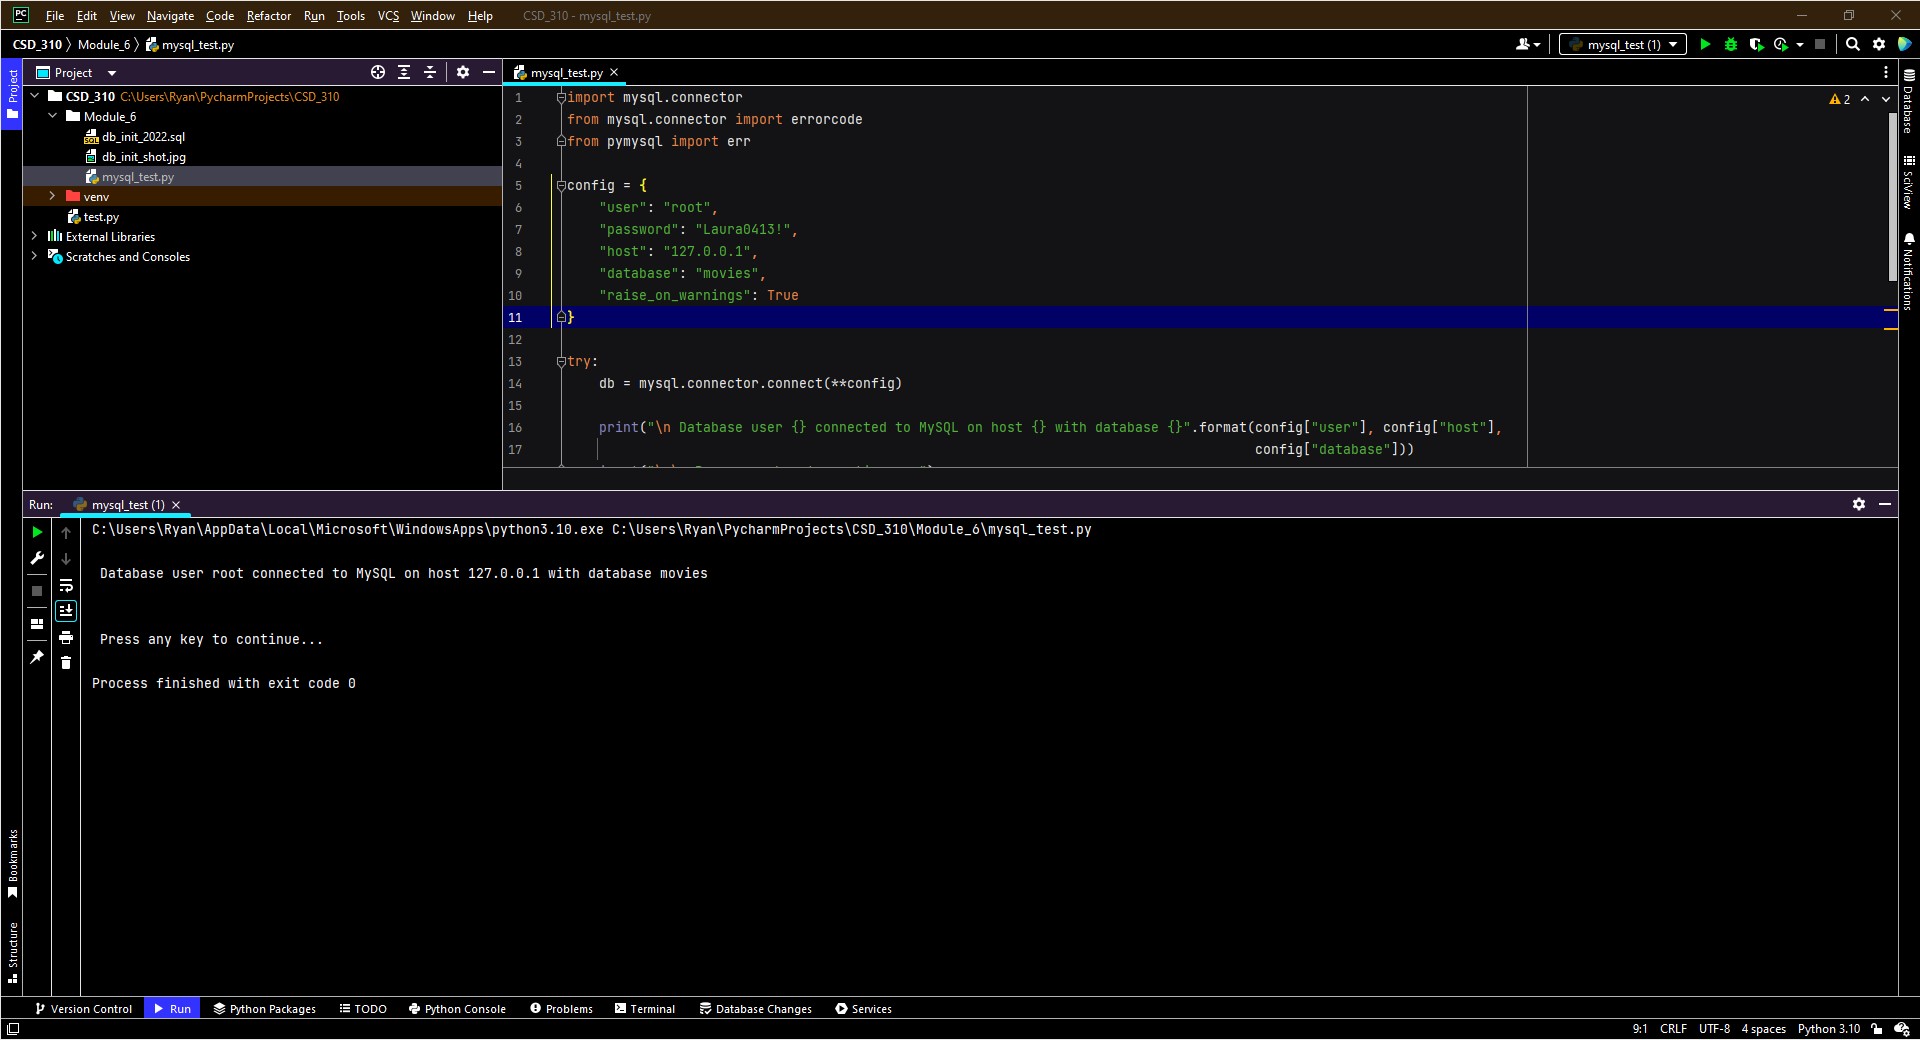 PC File Edit View Navigate Code Refactor Run Tools VCS Window Help CSD_310 - mysql_test.py
CSD_310 Module_6 mysql_test.py mysql_test (1)
Project
Project
mysql_test.py
CSD_310 C:\Users\Ryan\PycharmProjects\CSD_310
Module_6
db_init_2022.sql
db_init_shot.jpg
mysql_test.py
venv
test.py
External Libraries
Scratches and Consoles
1 import mysql.connector
2 from mysql.connector import errorcode
3 from pymysql import err
4
5 config = {
6 "user": "root",
7 "password": "Laura0413!",
8 "host": "127.0.0.1",
9 "database": "movies",
10 "raise_on_warnings": True
11 }
12
13 try:
14 db = mysql.connector.connect(**config)
15
16 print("\n Database user {} connected to MySQL on host {} with database {}".format(config["user"], config["host"],
17 config["database"]))
2
Database
SciView
Notifications
Run: mysql_test (1)
C:\Users\Ryan\AppData\Local\Microsoft\WindowsApps\python3.10.exe C:\Users\Ryan\PycharmProjects\CSD_310\Module_6\mysql_test.py
Database user root connected to MySQL on host 127.0.0.1 with database movies
Press any key to continue...
Process finished with exit code 0
Bookmarks
Structure
Version Control Run Python Packages TODO Python Console Problems Terminal Database Changes Services
9:1 CRLF UTF-8 4 spaces Python 3.10